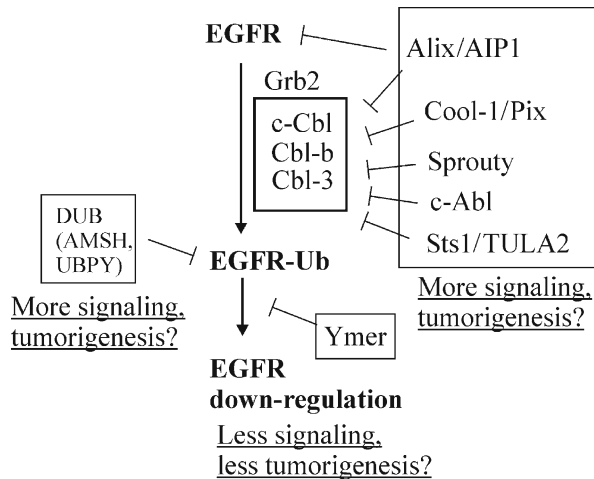 EGFR
Alix/AIP1
Grb2
c-Cbl
Cbl-b
Cbl-3
Cool-1/Pix
Sprouty
c-Abl
Sts1/TULA2
DUB
(AMSH,
UBPY)
EGFR-Ub
More signaling,
tumorigenesis?
More signaling,
tumorigenesis?
Ymer
EGFR
down-regulation
Less signaling,
less tumorigenesis?